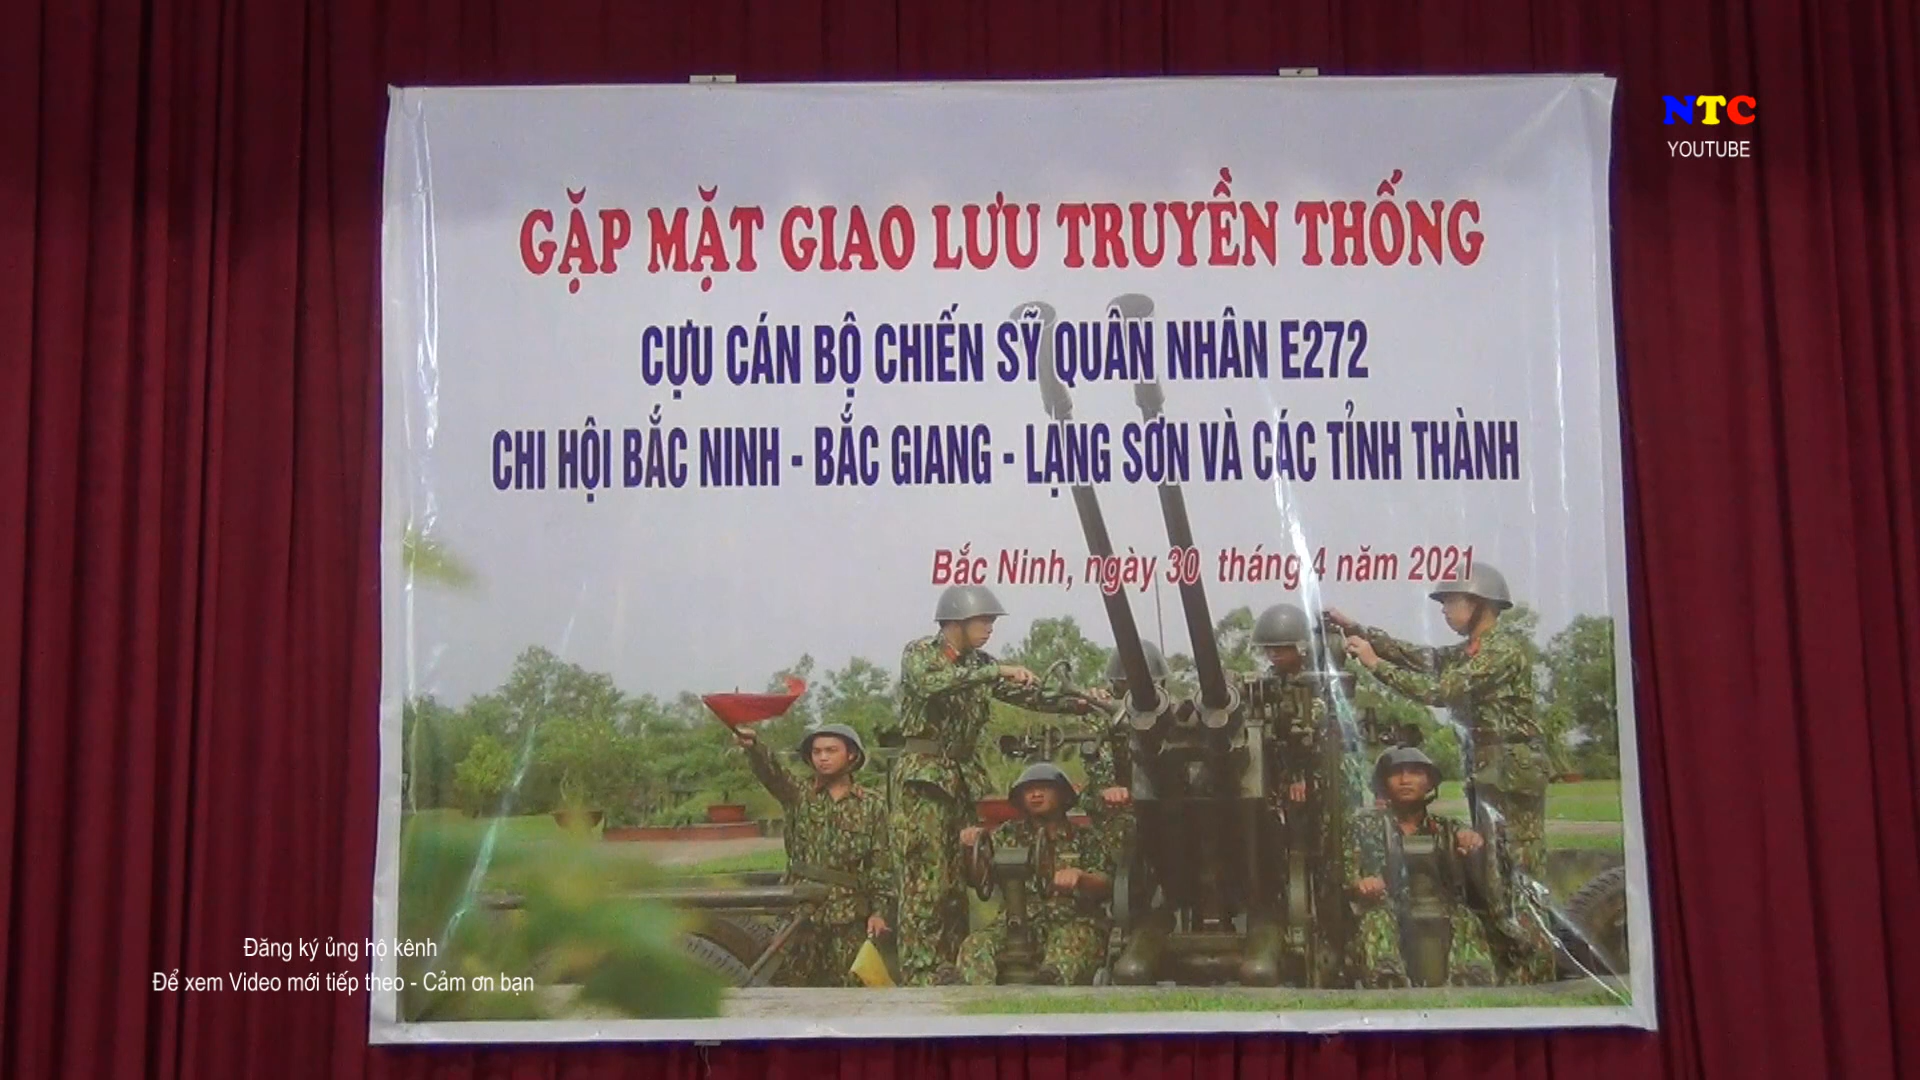 NTC
YOUTUBE
GẶP MẶT GIAO LƯU TRUYỀN THỐNG
CỰU CÁN BỘ CHIẾN SỸ QUÂN NHÂN E272
CHI HỘI BẮC NINH - BẮC GIANG - LẠNG SƠN VÀ CÁC TỈNH THÀNH
Bắc Ninh, ngày 30 tháng 4 năm 2021
Đăng ký ủng hộ kênh
Để xem Video mới tiếp theo - Cảm ơn bạn